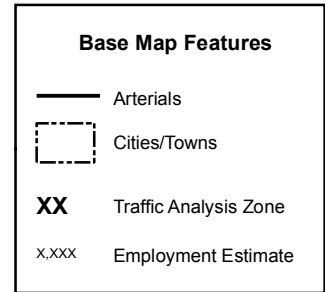 Base Map Features
Arterials
Cities/Towns
XX Traffic Analysis Zone
X,XXX Employment Estimate